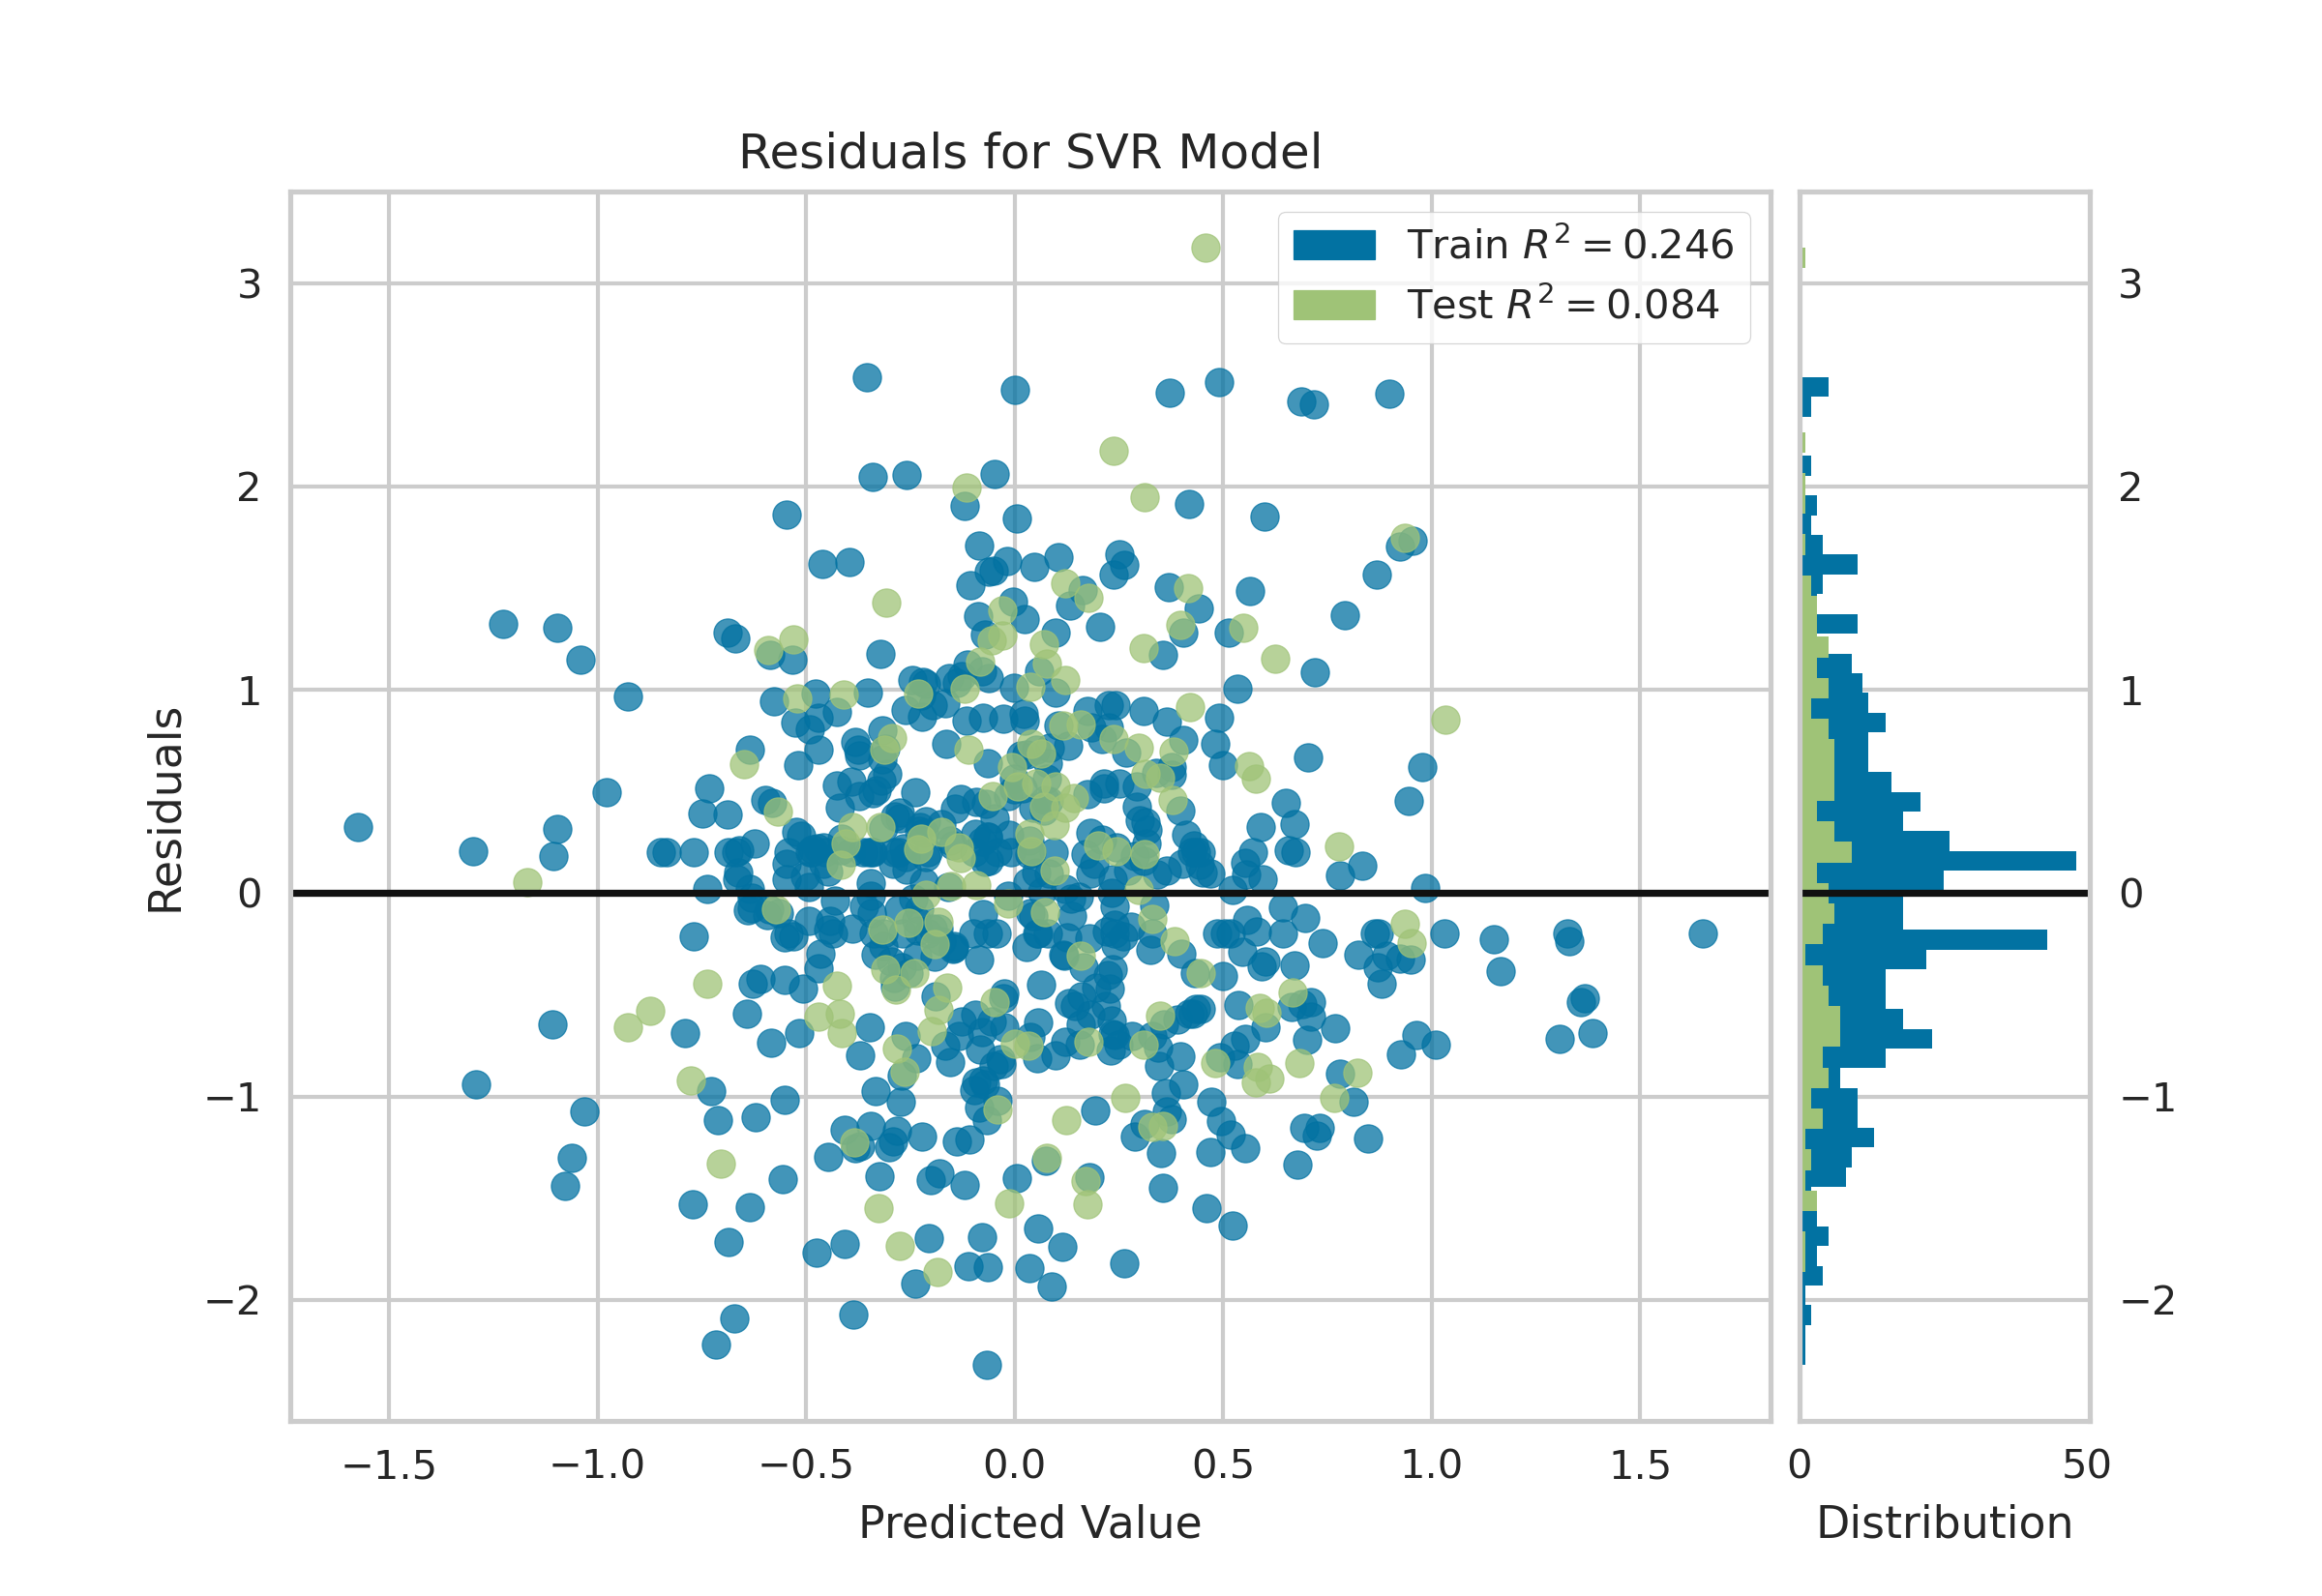 Residuals for SVR Model
Train R² = 0.246
Test R² = 0.084
Residuals
3
2
1
0
−1
−2
3
2
1
0
−1
−2
−1.5 −1.0 −0.5 0.0 0.5 1.0 1.5
0 50
Predicted Value
Distribution